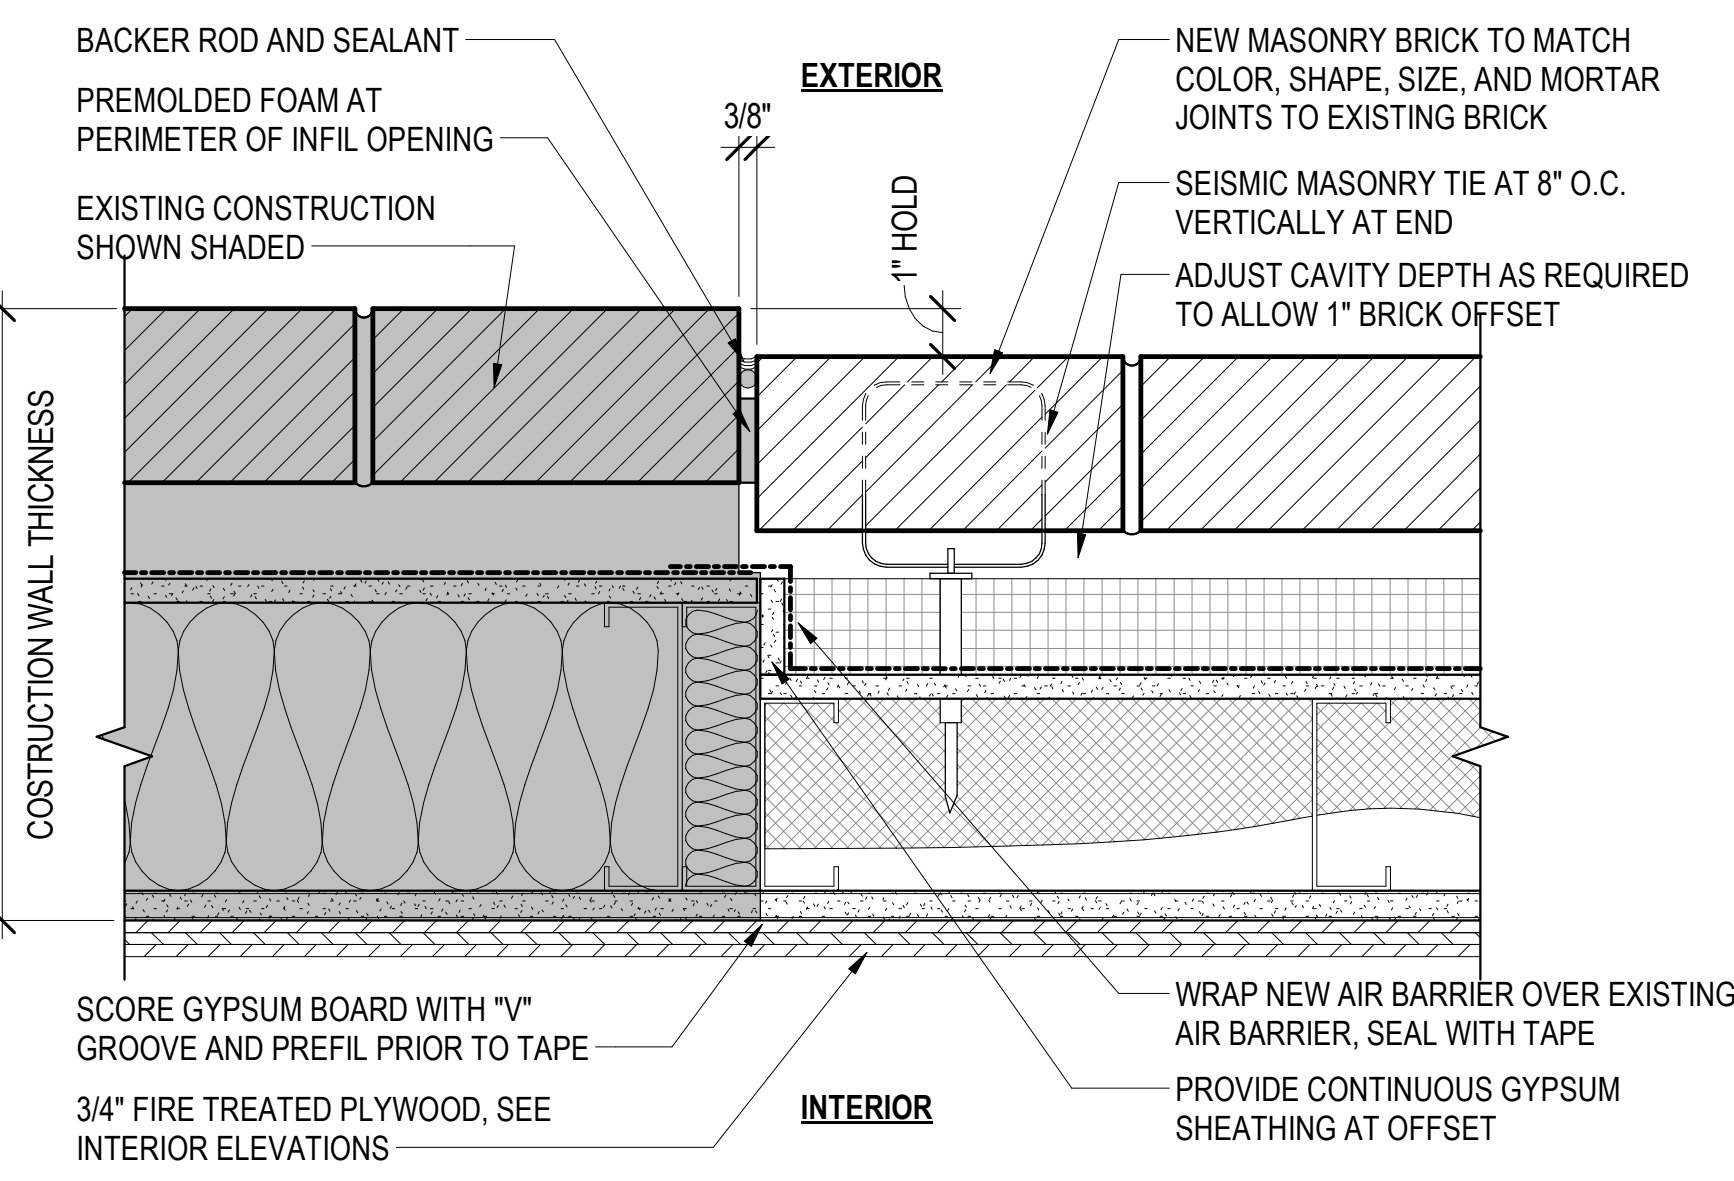 BACKER ROD AND SEALANT
PREMOLDED FOAM AT
PERIMETER OF INFIL OPENING
EXISTING CONSTRUCTION
SHOWN SHADED
EXTERIOR
3/8"
1" HOLD
NEW MASONRY BRICK TO MATCH
COLOR, SHAPE, SIZE, AND MORTAR
JOINTS TO EXISTING BRICK
SEISMIC MASONRY TIE AT 8" O.C.
VERTICALLY AT END
ADJUST CAVITY DEPTH AS REQUIRED
TO ALLOW 1" BRICK OFFSET
COSTRUCTION WALL THICKNESS
SCORE GYPSUM BOARD WITH "V"
GROOVE AND PREFIL PRIOR TO TAPE
3/4" FIRE TREATED PLYWOOD, SEE
INTERIOR ELEVATIONS
INTERIOR
WRAP NEW AIR BARRIER OVER EXISTING
AIR BARRIER, SEAL WITH TAPE
PROVIDE CONTINUOUS GYPSUM
SHEATHING AT OFFSET